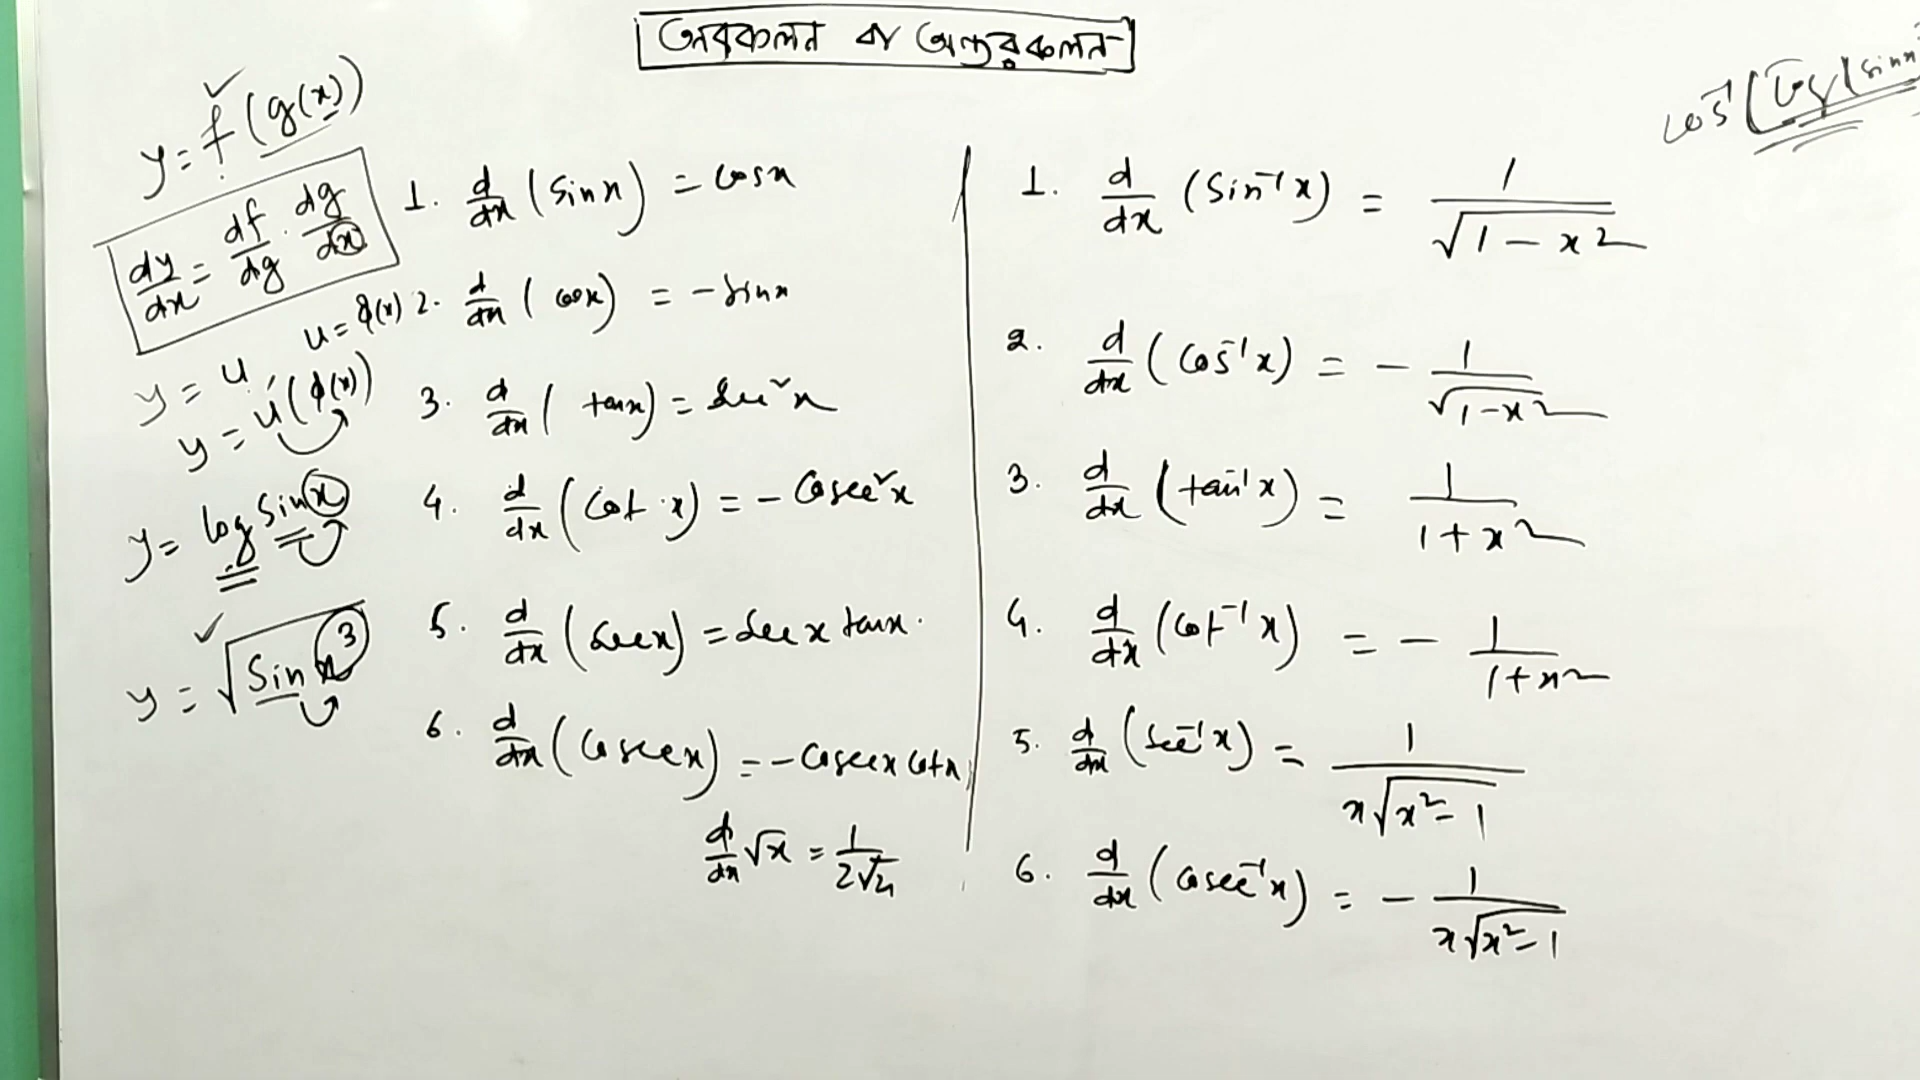 অবকলন বা অন্তরকলন
y = f(g(x))
dy/dx = df/dg · dg/dx
u = φ(x)
y = u
y = u(φ(x))
y = log sin x
y = √(sin x³)
1. d/dx (sin x) = cos x
2. d/dx (cos x) = - sin x
3. d/dx (tan x) = sec²x
4. d/dx (cot x) = - cosec²x
5. d/dx (sec x) = sec x tan x.
6. d/dx (cosec x) = - cosec x cot x
d/dx √x = 1/(2√x)
1. d/dx (sin⁻¹x) = 1/√(1 - x²)
2. d/dx (cos⁻¹x) = - 1/√(1-x²)
3. d/dx (tan⁻¹x) = 1/(1+x²)
4. d/dx (cot⁻¹x) = - 1/(1+x²)
5. d/dx (sec⁻¹x) = 1/(x√(x²-1))
6. d/dx (cosec⁻¹x) = - 1/(x√(x²-1))
cos⁻¹(log(sin x